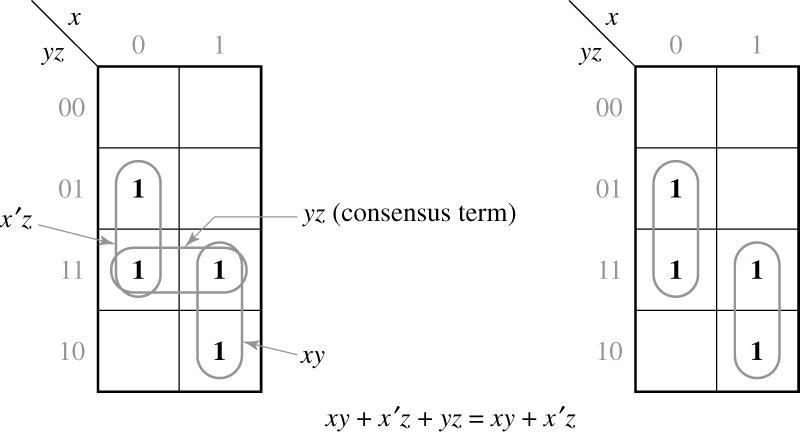 x x
yz 0 1 yz 0 1
00 00
01 1 01 1
x′z yz (consensus term)
11 1 1 11 1 1
10 1 xy 10 1
xy + x′z + yz = xy + x′z